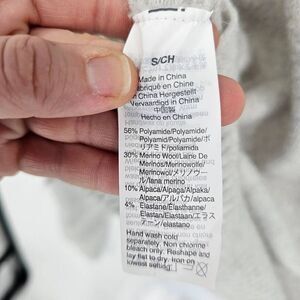 S/CH
Made in China
Fabriqué en Chine
In China Hergestellt
Vervaardigd in China
中国製
Hecho en China
56% Polyamide/Polyamide/
Polyamid/Polyamide/ポ
リアミド/poliamida
30% Merino Wool/Laine De
Merinos/Merinowolle/
Merinowol/メリノウー
ル/lana merino
10% Alpaca/Alpaga/Alpaka/
Alpaca/アルパカ/alpaca
4% Elastane/Élasthanne/
Elastan/Elastaan/エラス
テーン/elastano
Hand wash cold
separately. Non chlorine
bleach only. Reshape and
lay flat to dry. Iron on
lowest setting